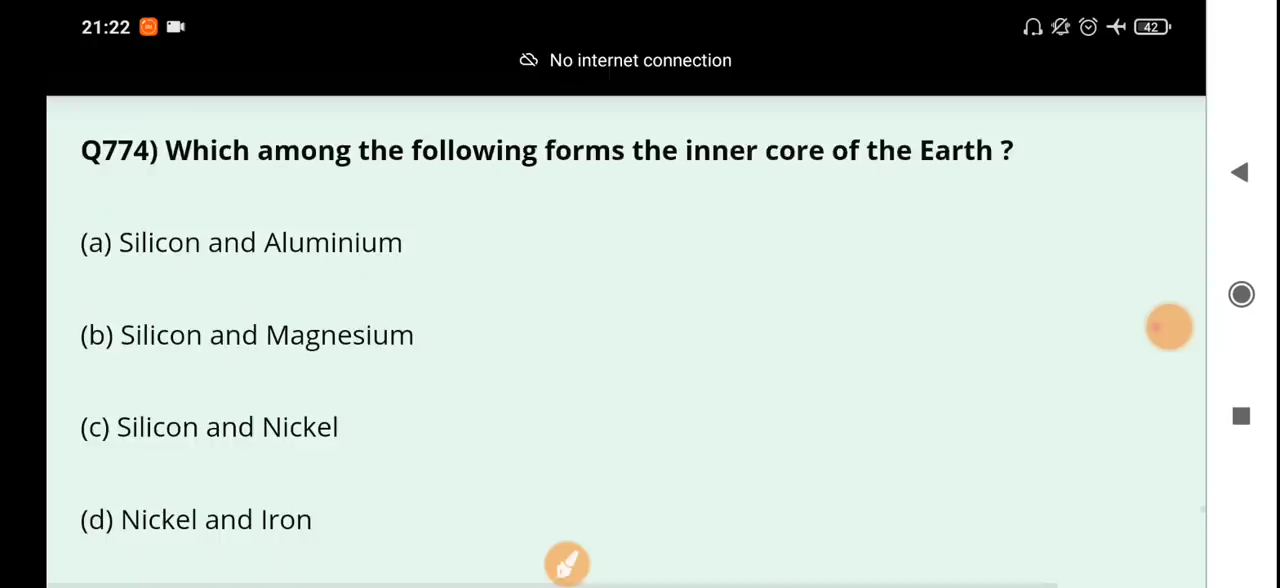 21:22
42
No internet connection
Q774) Which among the following forms the inner core of the Earth ?
(a) Silicon and Aluminium
(b) Silicon and Magnesium
(c) Silicon and Nickel
(d) Nickel and Iron